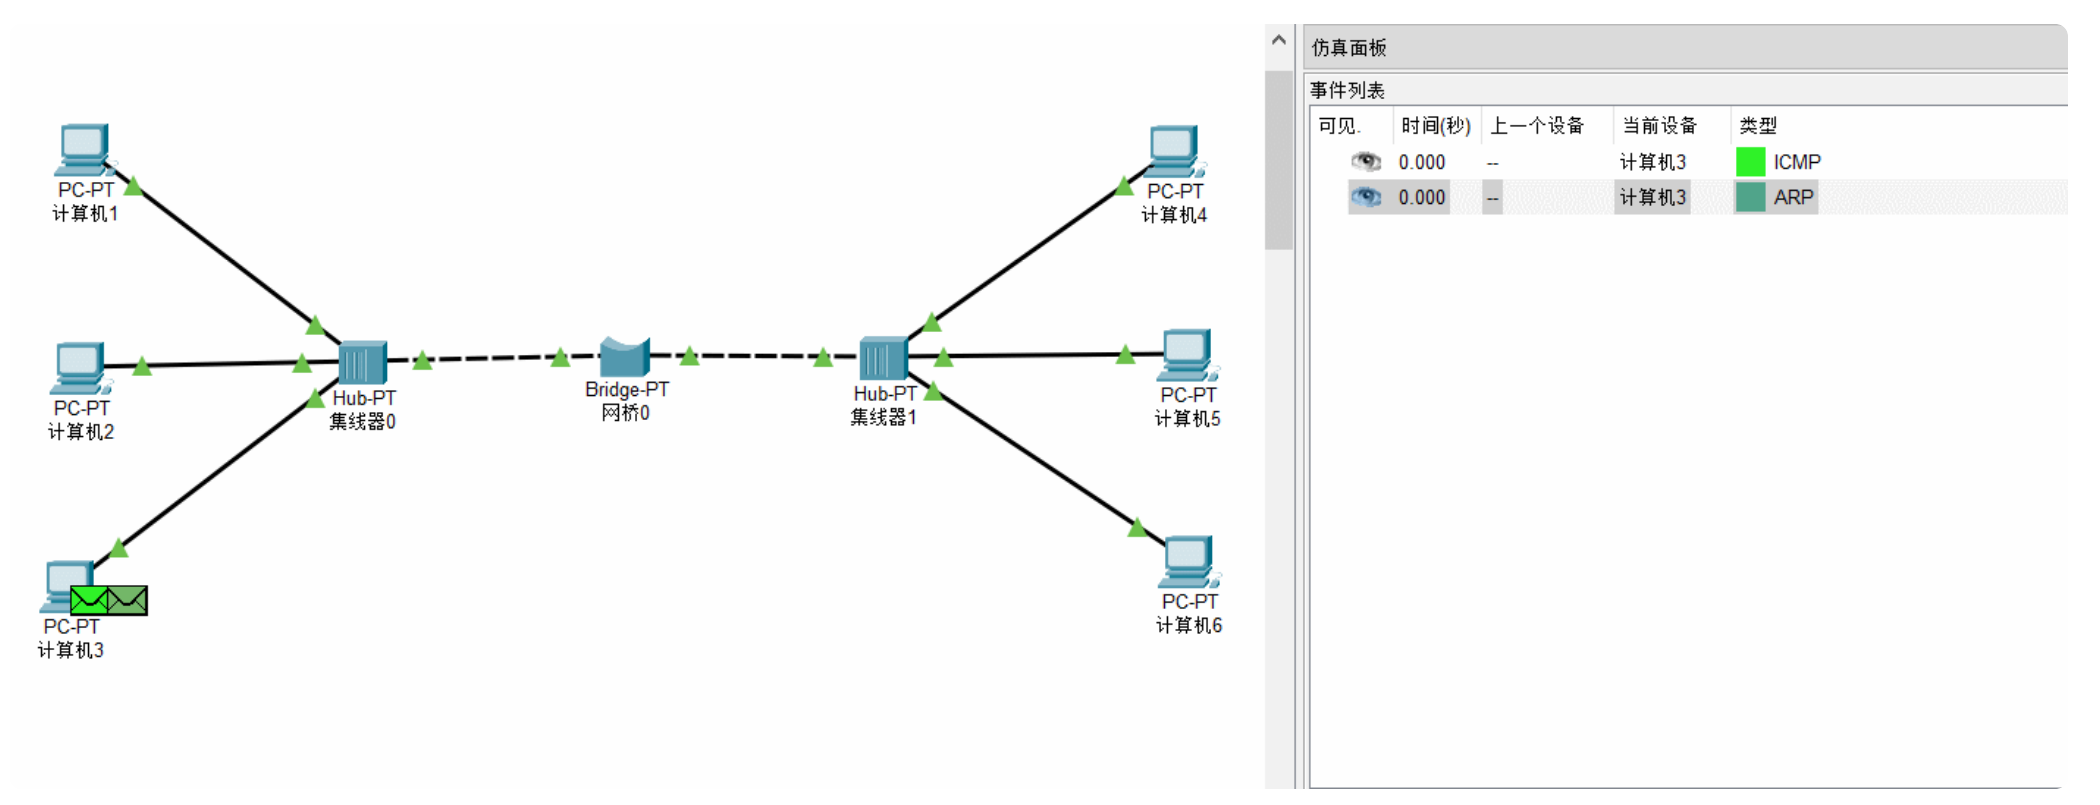 PC-PT
计算机1
PC-PT
计算机2
PC-PT
计算机3
Hub-PT
集线器0
Bridge-PT
网桥0
Hub-PT
集线器1
PC-PT
计算机4
PC-PT
计算机5
PC-PT
计算机6
仿真面板
事件列表
可见. 时间(秒) 上一个设备 当前设备 类型
0.000 -- 计算机3 ICMP
0.000 -- 计算机3 ARP